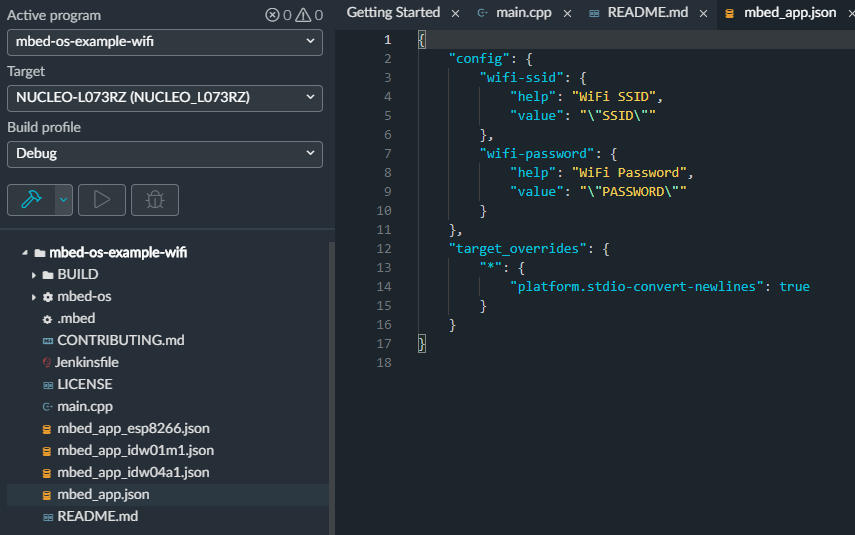 Active program
0 0
mbed-os-example-wifi
Target
NUCLEO-L073RZ (NUCLEO_L073RZ)
Build profile
Debug
mbed-os-example-wifi
BUILD
mbed-os
.mbed
CONTRIBUTING.md
Jenkinsfile
LICENSE
main.cpp
mbed_app_esp8266.json
mbed_app_idw01m1.json
mbed_app_idw04a1.json
mbed_app.json
README.md
Getting Started × main.cpp × README.md × mbed_app.json ×
1 {
2 "config": {
3 "wifi-ssid": {
4 "help": "WiFi SSID",
5 "value": "\"SSID\""
6 },
7 "wifi-password": {
8 "help": "WiFi Password",
9 "value": "\"PASSWORD\""
10 }
11 },
12 "target_overrides": {
13 "*": {
14 "platform.stdio-convert-newlines": true
15 }
16 }
17 }
18